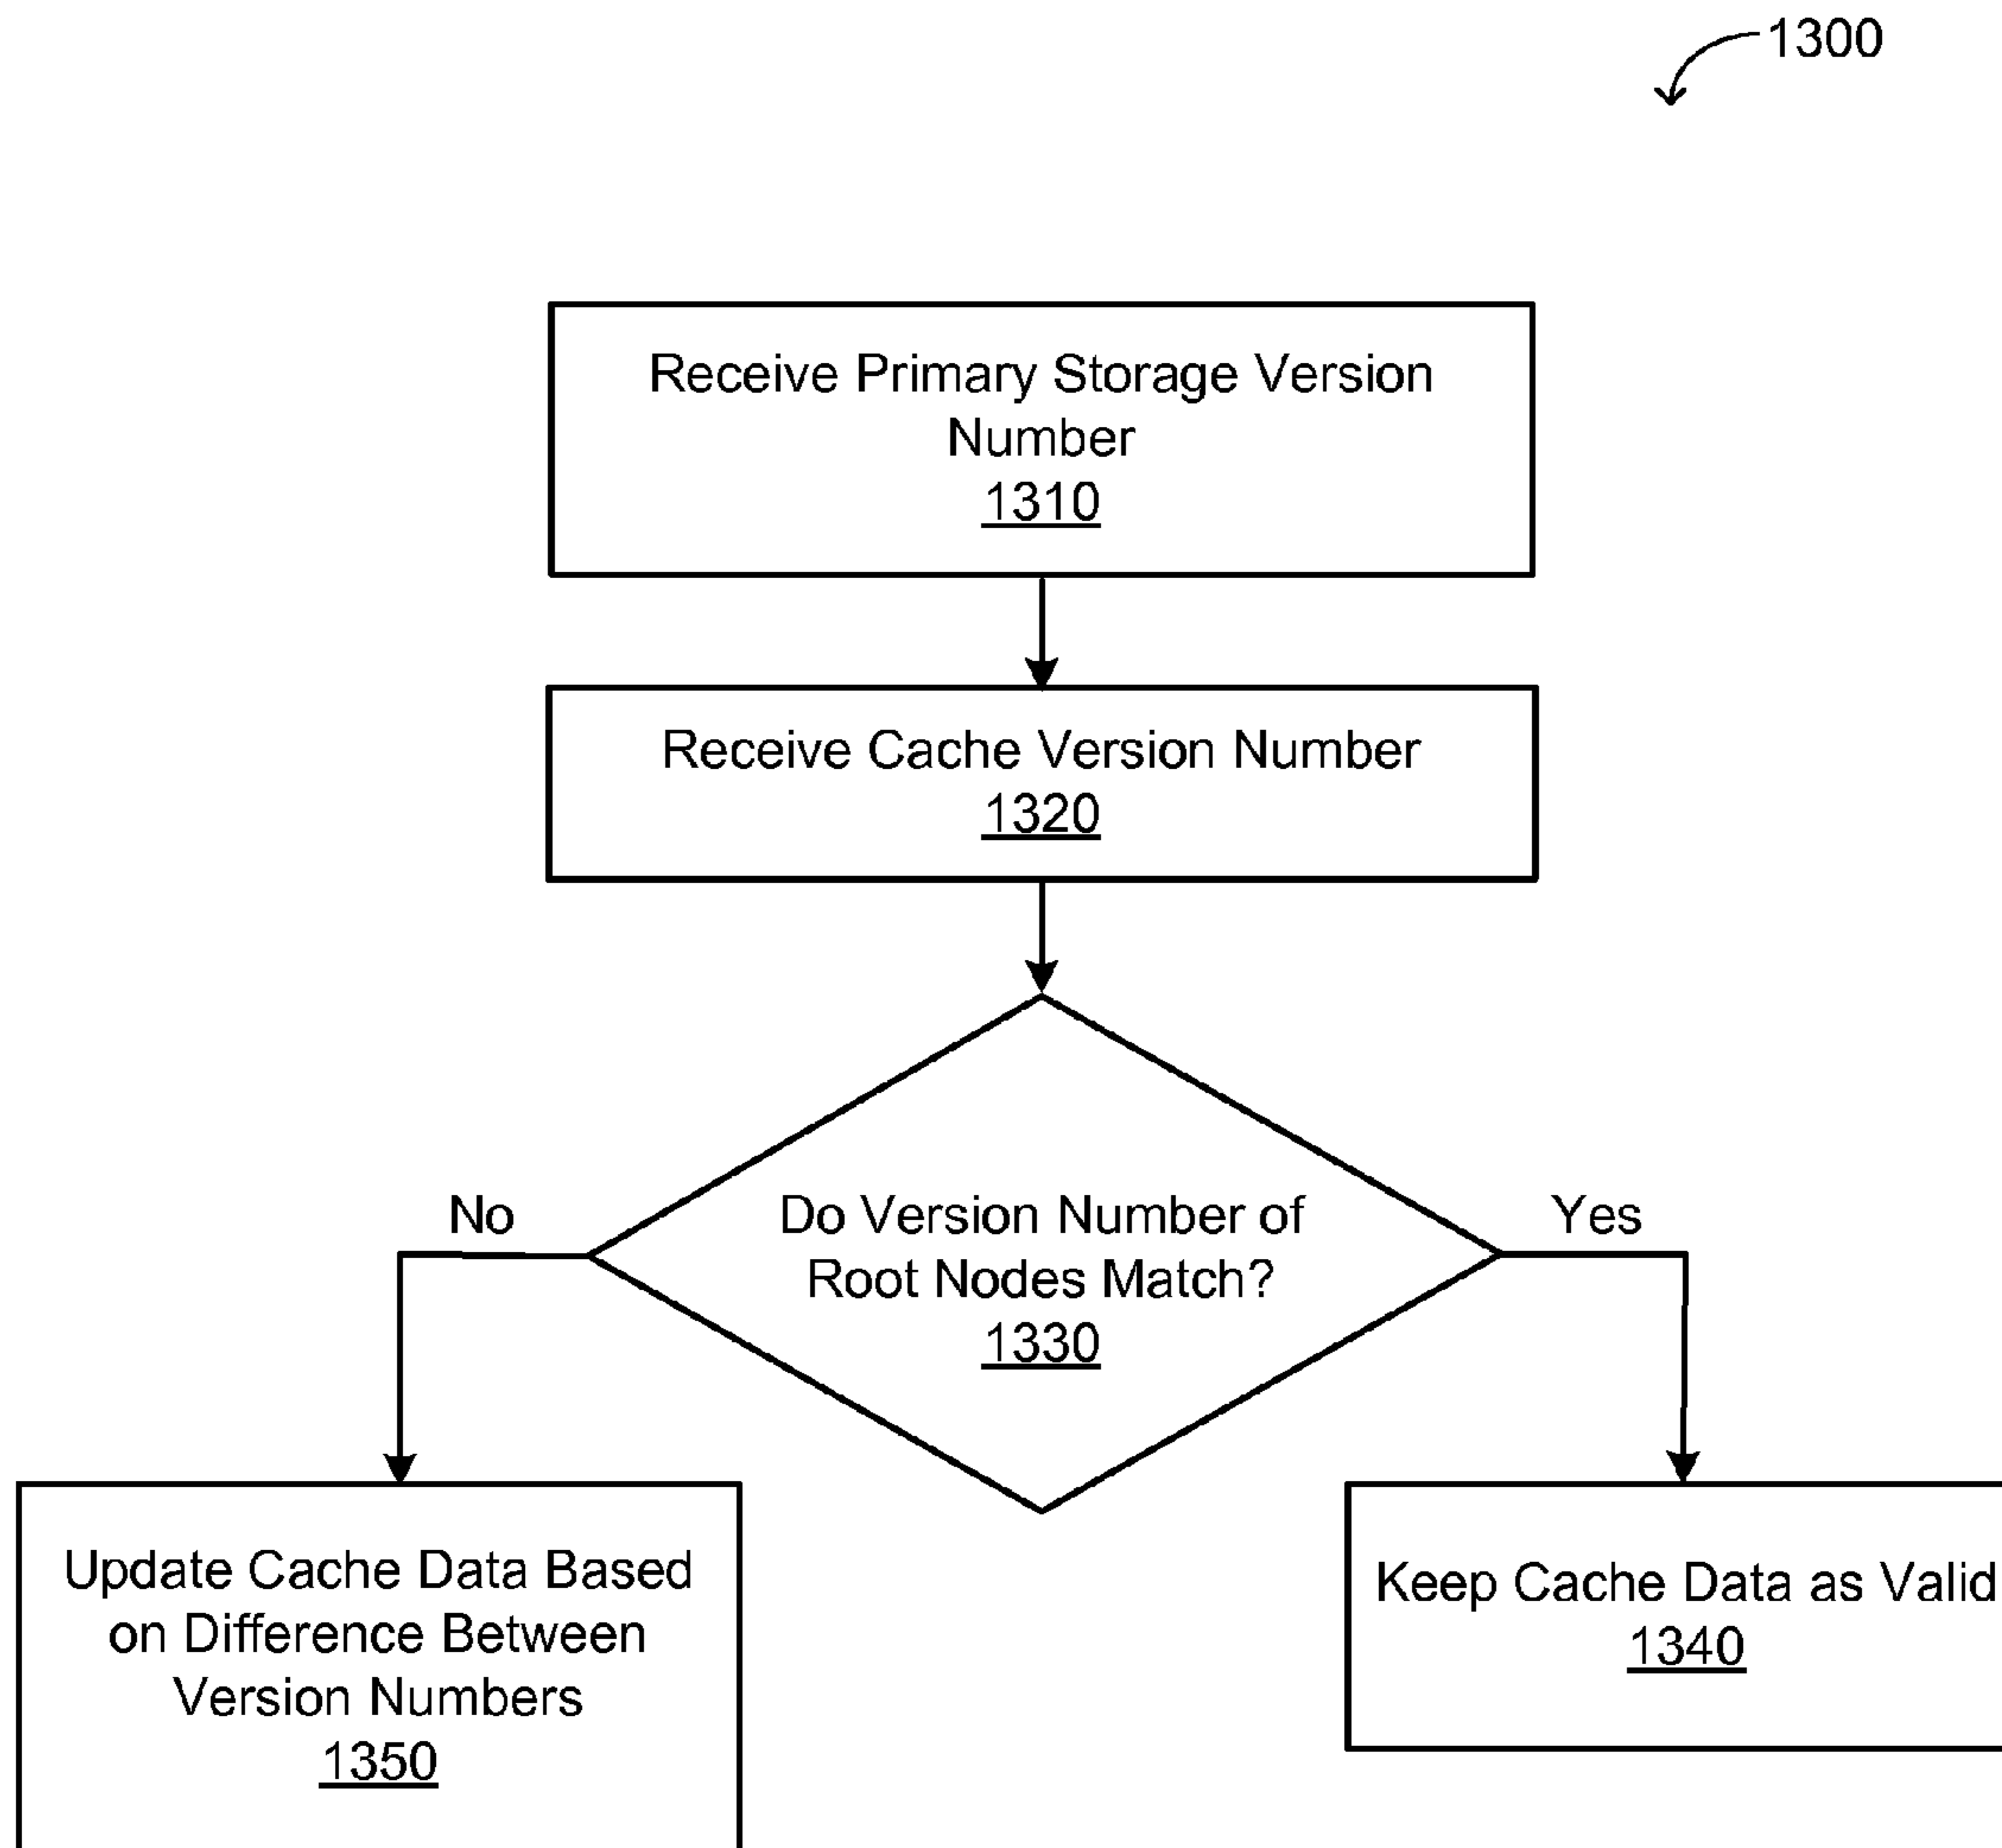 1300
Receive Primary Storage Version
Number
1310
Receive Cache Version Number
1320
Do Version Number of
Root Nodes Match?
1330
No
Yes
Update Cache Data Based
on Difference Between
Version Numbers
1350
Keep Cache Data as Valid
1340